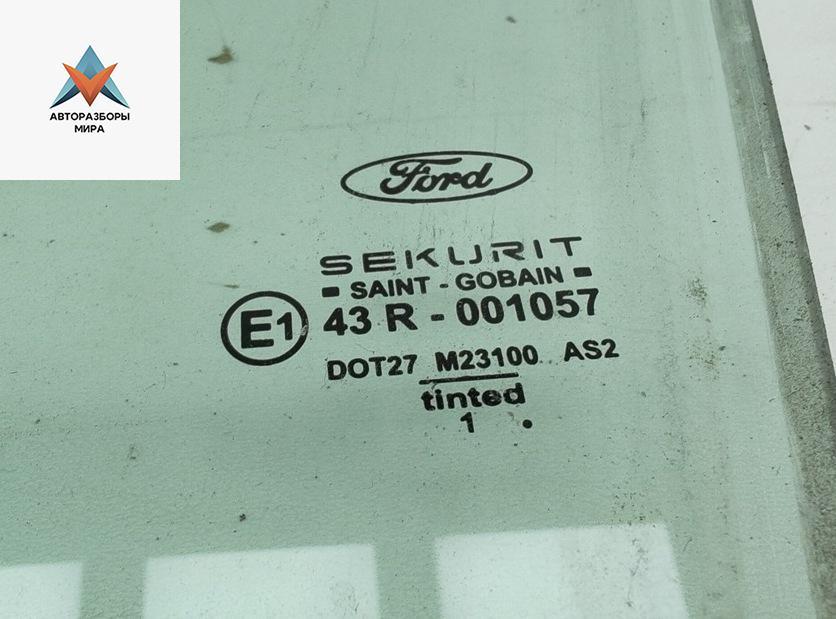 АВТОРАЗБОРЫ
МИРА
Ford
SEKURIT
SAINT - GOBAIN
E1 43 R - 001057
DOT27 M23100 AS2
tinted
1 .